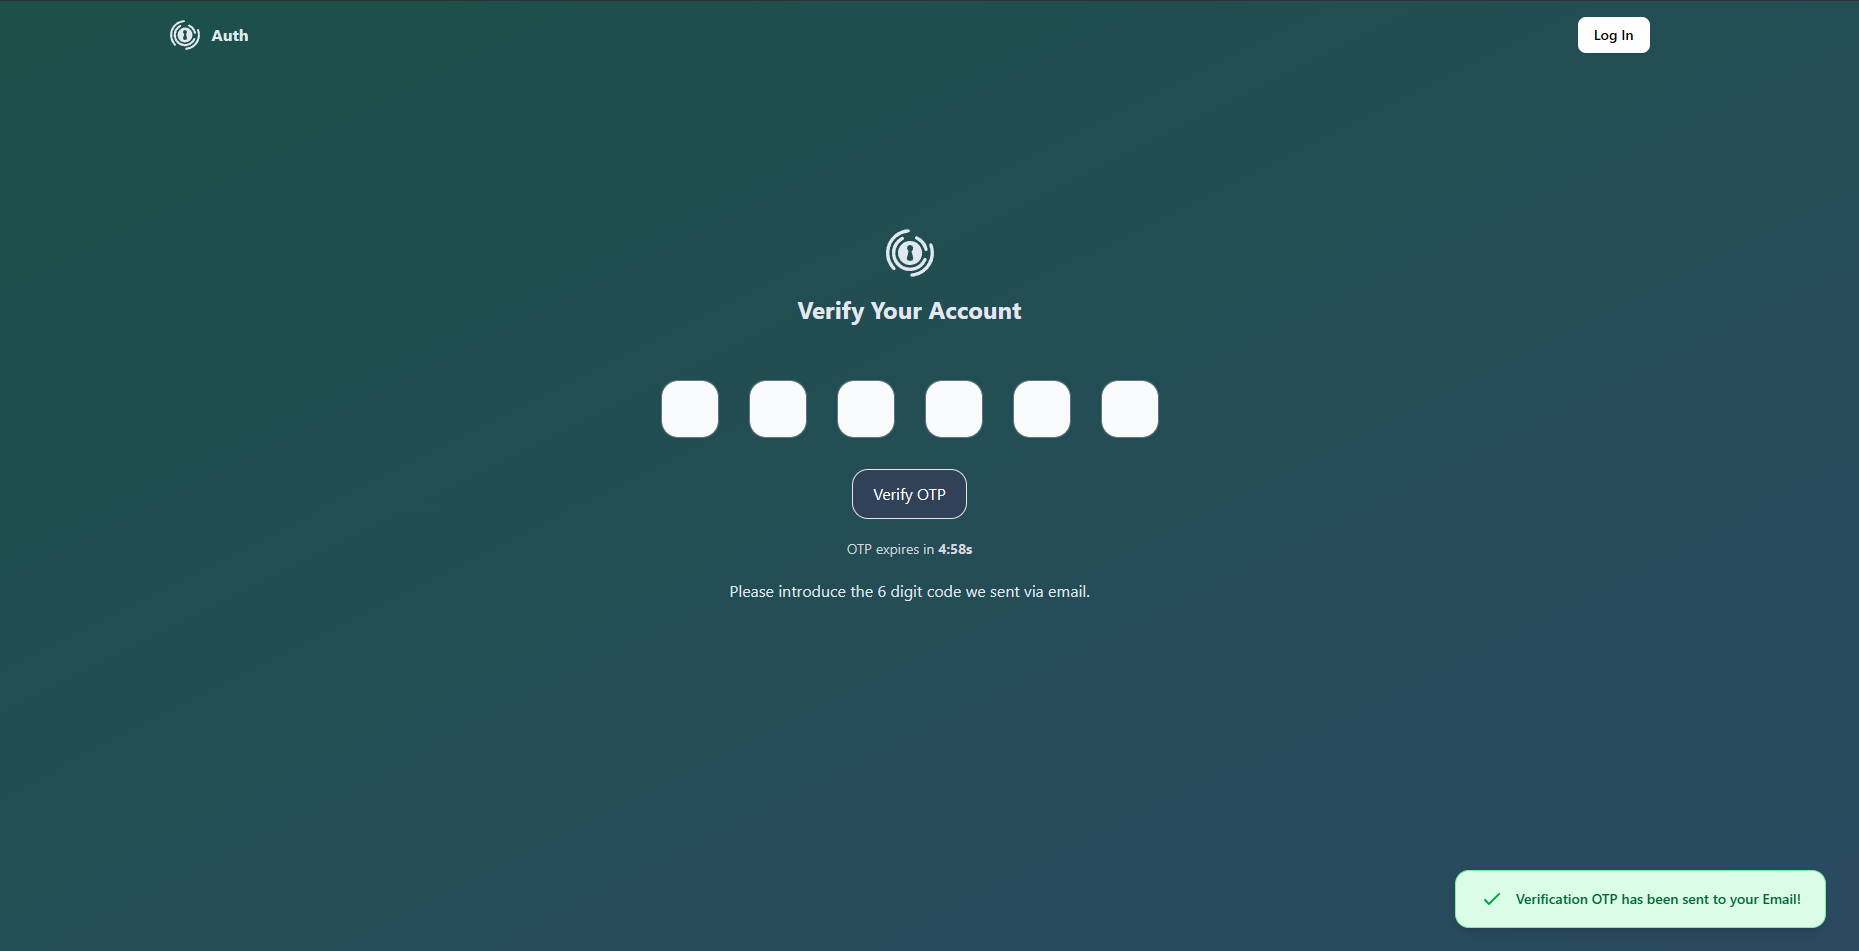 Auth
Log In
Verify Your Account
Verify OTP
OTP expires in 4:58s
Please introduce the 6 digit code we sent via email.
Verification OTP has been sent to your Email!